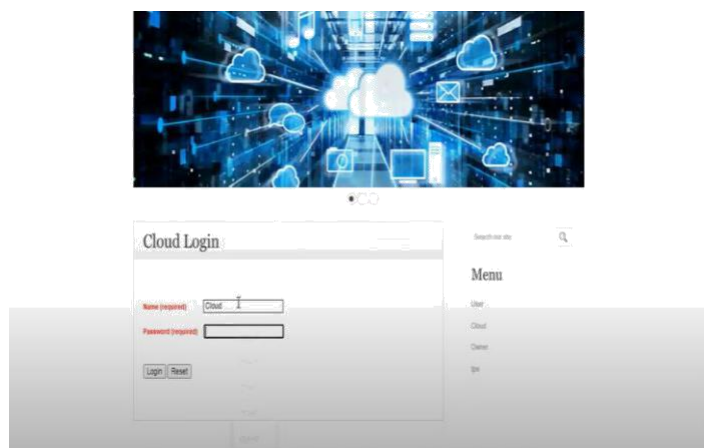 Cloud Login
Name (required) Cloud
Password (required)
Login Reset
Search our site
Menu
User
Cloud
Owner